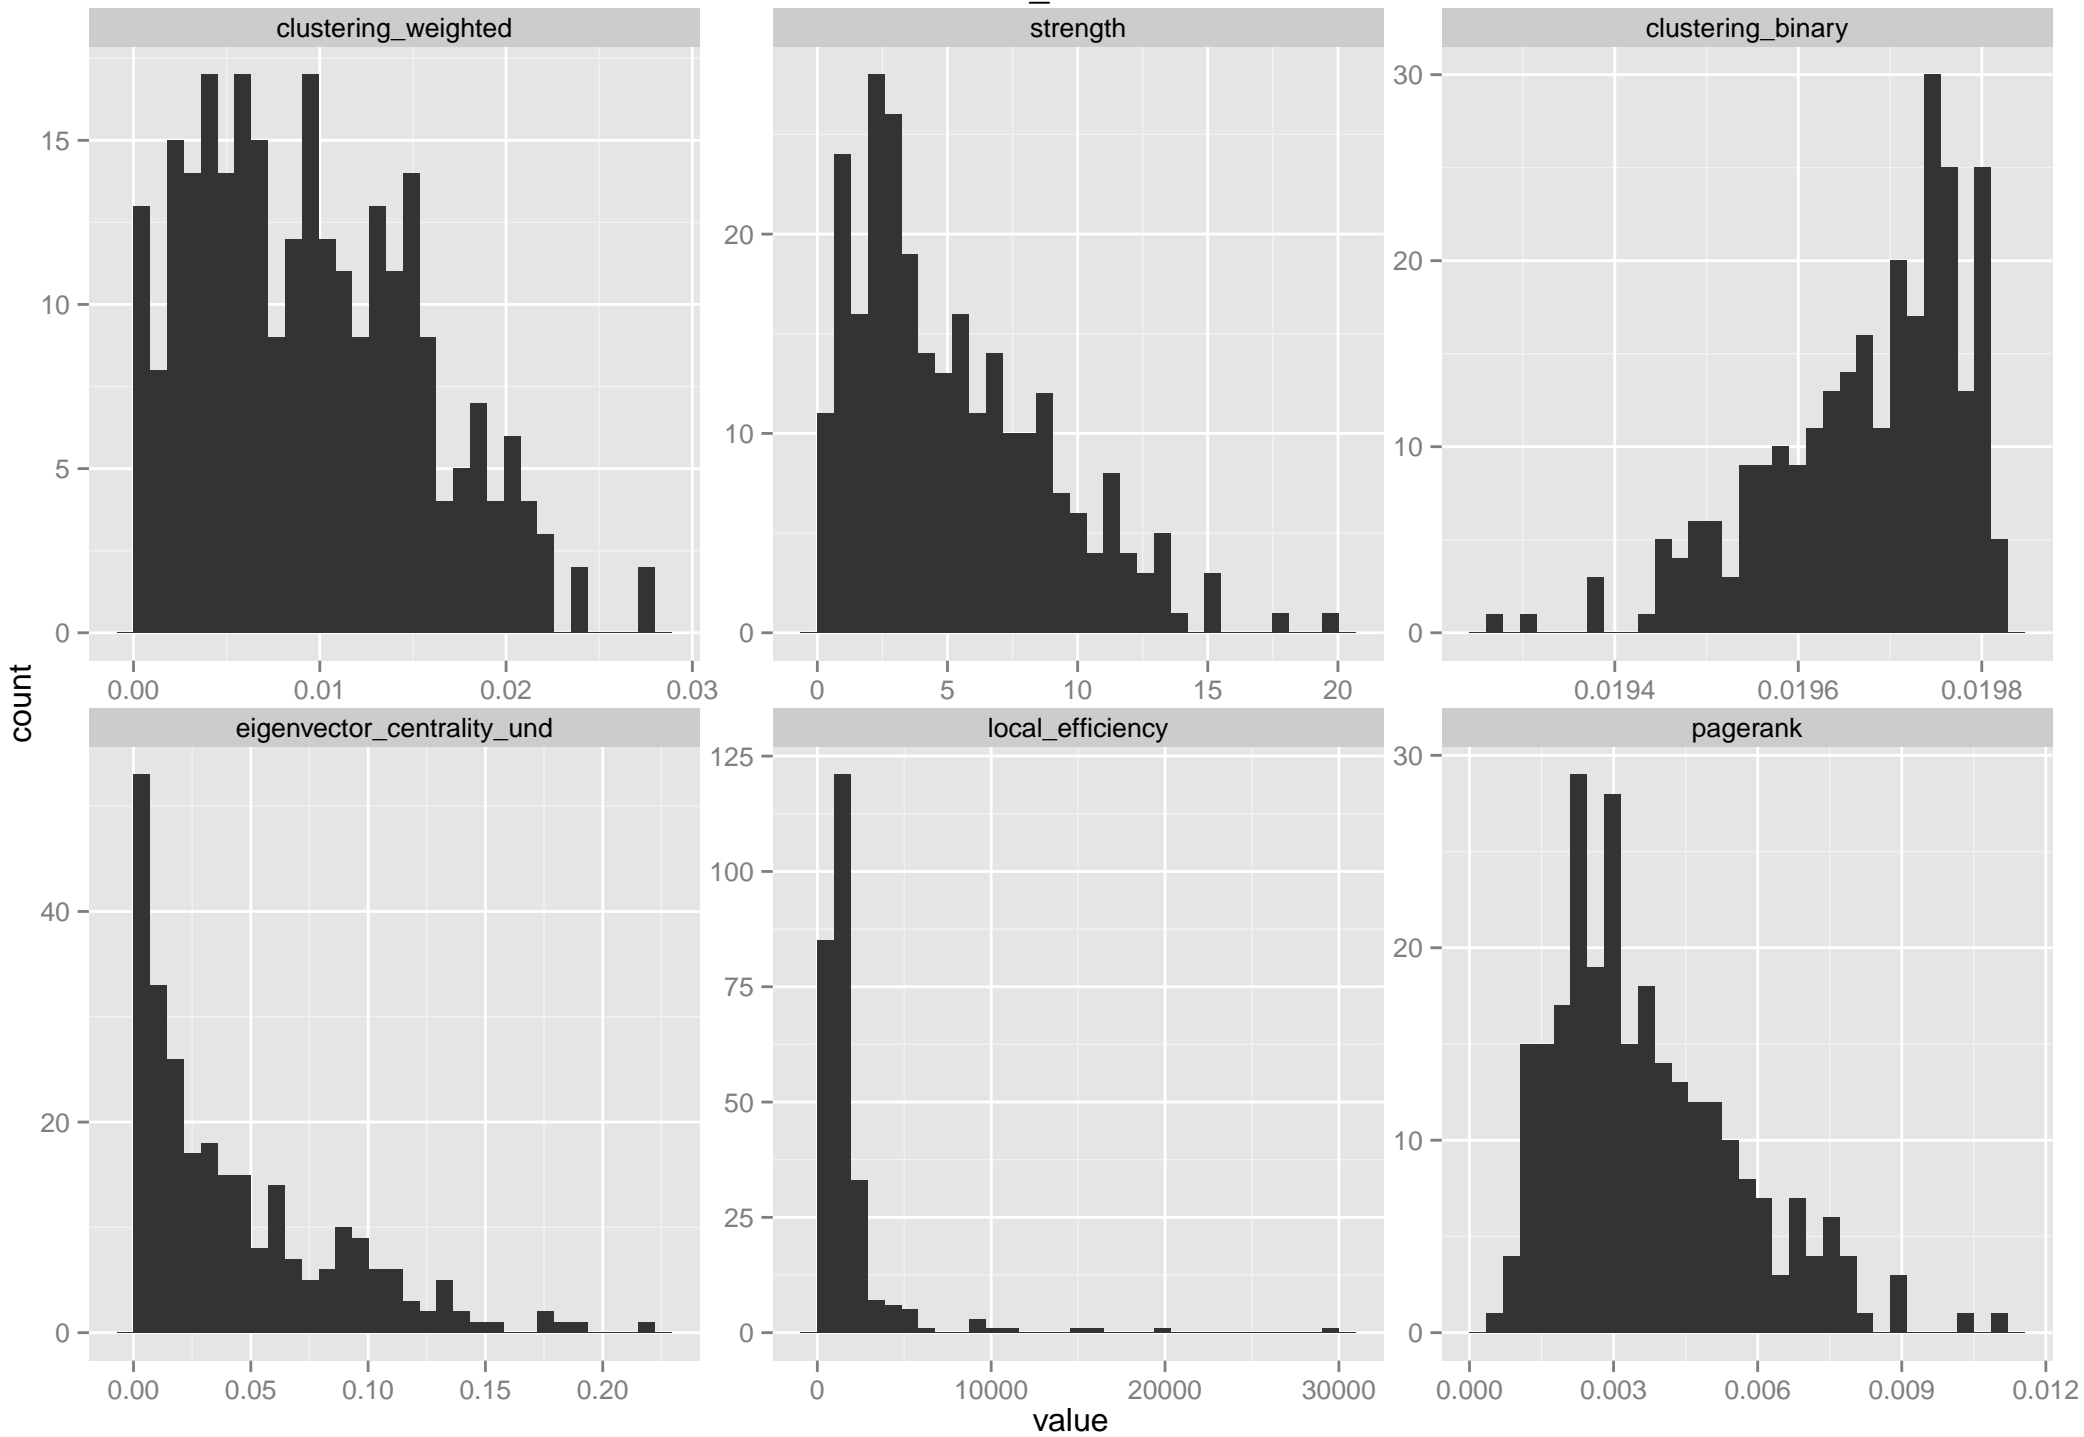 clustering_weighted
strength
clustering_binary
15
10
5
0
0.00 0.01 0.02 0.03
20
10
0
0 5 10 15 20
30
20
10
0
0.0194 0.0196 0.0198
count
eigenvector_centrality_und
local_efficiency
pagerank
40
20
0
0.00 0.05 0.10 0.15 0.20
125
100
75
50
25
0
0 10000 20000 30000
30
20
10
0
0.000 0.003 0.006 0.009 0.012
value